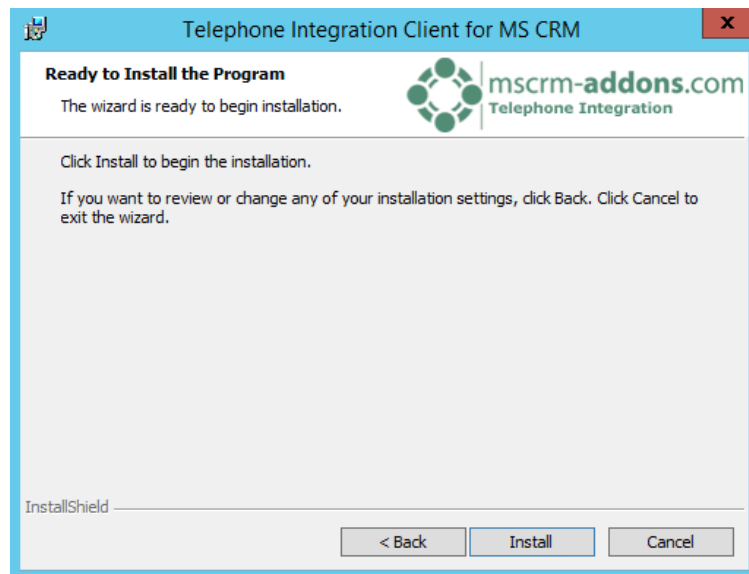 Telephone Integration Client for MS CRM
x
Ready to Install the Program
The wizard is ready to begin installation.
mscrm-addons.com
Telephone Integration
Click Install to begin the installation.
If you want to review or change any of your installation settings, click Back. Click Cancel to
exit the wizard.
InstallShield
< Back
Install
Cancel